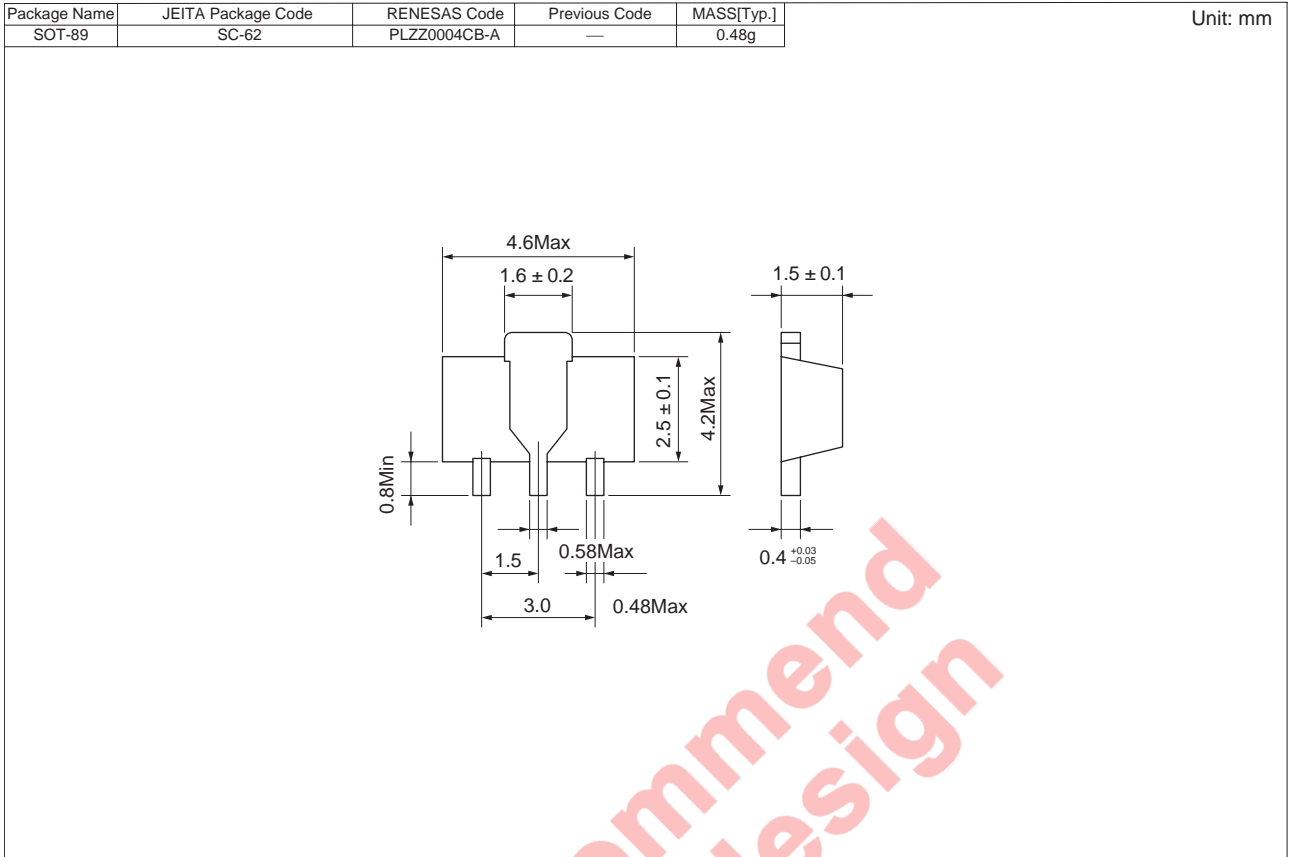 Package Name JEITA Package Code RENESAS Code Previous Code MASS[Typ.]
SOT-89 SC-62 PLZZ0004CB-A — 0.48g
Unit: mm
4.6Max
1.6 ± 0.2
1.5 ± 0.1
2.5 ± 0.1
4.2Max
0.8Min
0.58Max
1.5
0.4 +0.03 –0.05
3.0
0.48Max